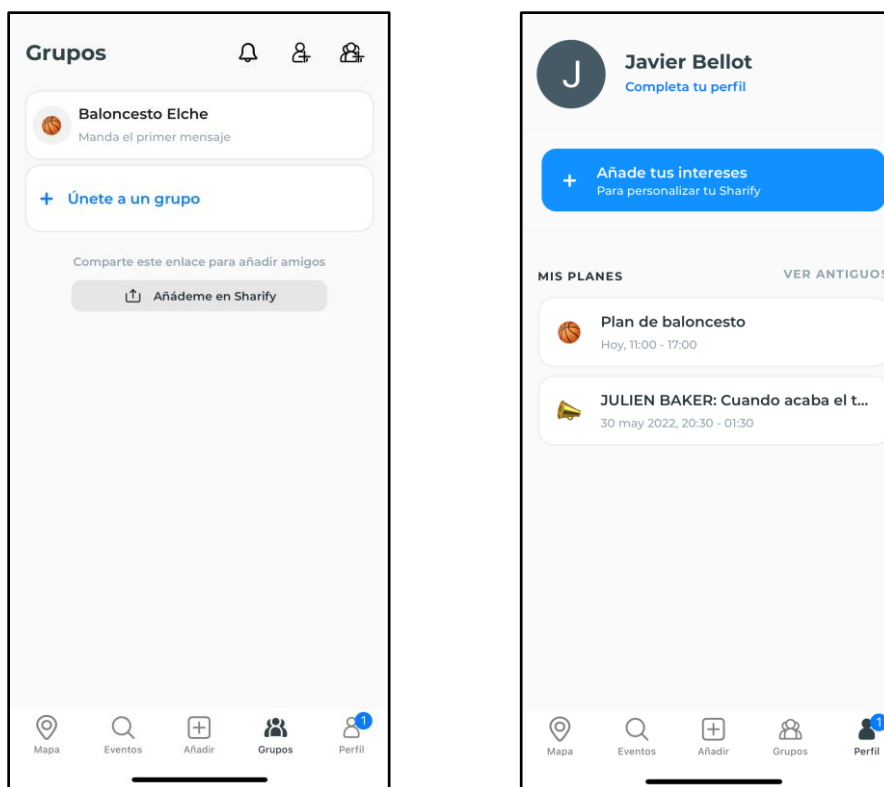 Grupos
Baloncesto Elche
Manda el primer mensaje
+ Únete a un grupo
Comparte este enlace para añadir amigos
Añádeme en Sharify
Mapa
Eventos
Añadir
Grupos
1
Perfil
J
Javier Bellot
Completa tu perfil
+ Añade tus intereses
Para personalizar tu Sharify
MIS PLANES
VER ANTIGUOS
Plan de baloncesto
Hoy, 11:00 - 17:00
JULIEN BAKER: Cuando acaba el t...
30 may 2022, 20:30 - 01:30
Mapa
Eventos
Añadir
Grupos
1
Perfil